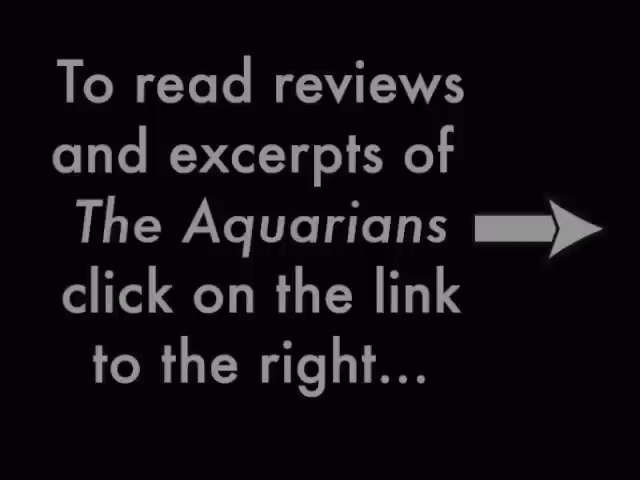 To read reviews
and excerpts of
The Aquarians
click on the link
to the right...